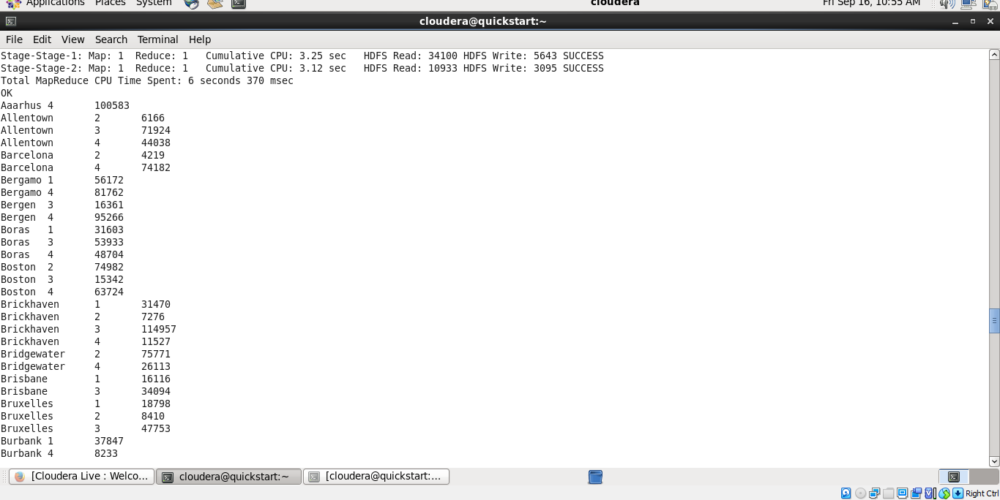 Applications Places System cloudera Fri Sep 16, 10:55 AM
cloudera@quickstart:~
File Edit View Search Terminal Help
Stage-Stage-1: Map: 1 Reduce: 1 Cumulative CPU: 3.25 sec HDFS Read: 34100 HDFS Write: 5643 SUCCESS
Stage-Stage-2: Map: 1 Reduce: 1 Cumulative CPU: 3.12 sec HDFS Read: 10933 HDFS Write: 3095 SUCCESS
Total MapReduce CPU Time Spent: 6 seconds 370 msec
OK
Aaarhus 4 100583
Allentown 2 6166
Allentown 3 71924
Allentown 4 44038
Barcelona 2 4219
Barcelona 4 74182
Bergamo 1 56172
Bergamo 4 81762
Bergen 3 16361
Bergen 4 95266
Boras 1 31603
Boras 3 53933
Boras 4 48704
Boston 2 74982
Boston 3 15342
Boston 4 63724
Brickhaven 1 31470
Brickhaven 2 7276
Brickhaven 3 114957
Brickhaven 4 11527
Bridgewater 2 75771
Bridgewater 4 26113
Brisbane 1 16116
Brisbane 3 34094
Bruxelles 1 18798
Bruxelles 2 8410
Bruxelles 3 47753
Burbank 1 37847
Burbank 4 8233
[Cloudera Live : Welco... cloudera@quickstart:~ [cloudera@quickstart:...
Right Ctrl